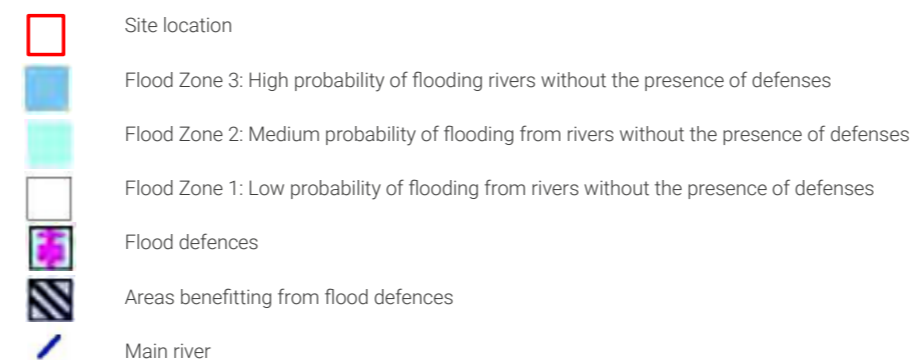 Site location
Flood Zone 3: High probability of flooding rivers without the presence of defenses
Flood Zone 2: Medium probability of flooding from rivers without the presence of defenses
Flood Zone 1: Low probability of flooding from rivers without the presence of defenses
Flood defences
Areas benefitting from flood defences
Main river